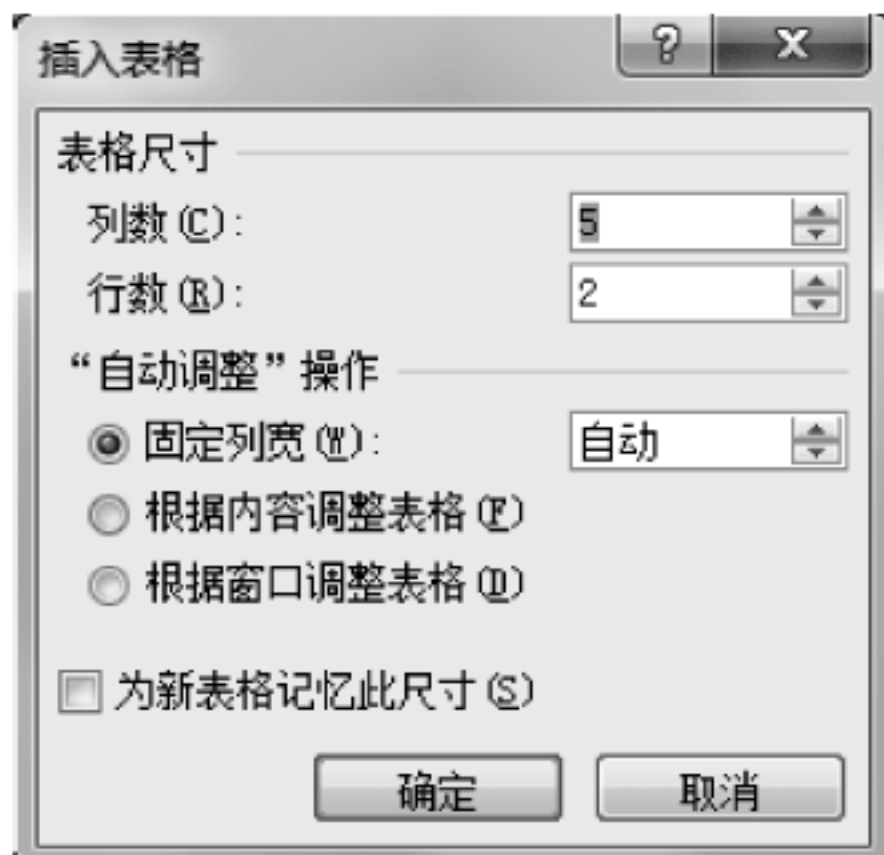 插入表格
表格尺寸
列数(C): 5
行数(R): 2
“自动调整”操作
固定列宽(W): 自动
根据内容调整表格(F)
根据窗口调整表格(D)
为新表格记忆此尺寸(S)
确定 取消